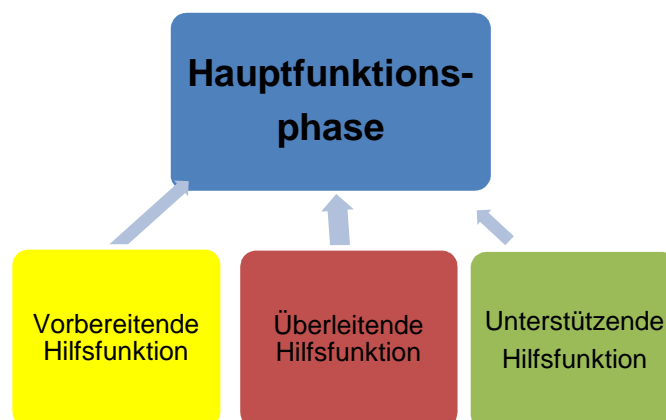 Hauptfunktions-
phase
Vorbereitende
Hilfsfunktion
Überleitende
Hilfsfunktion
Unterstützende
Hilfsfunktion